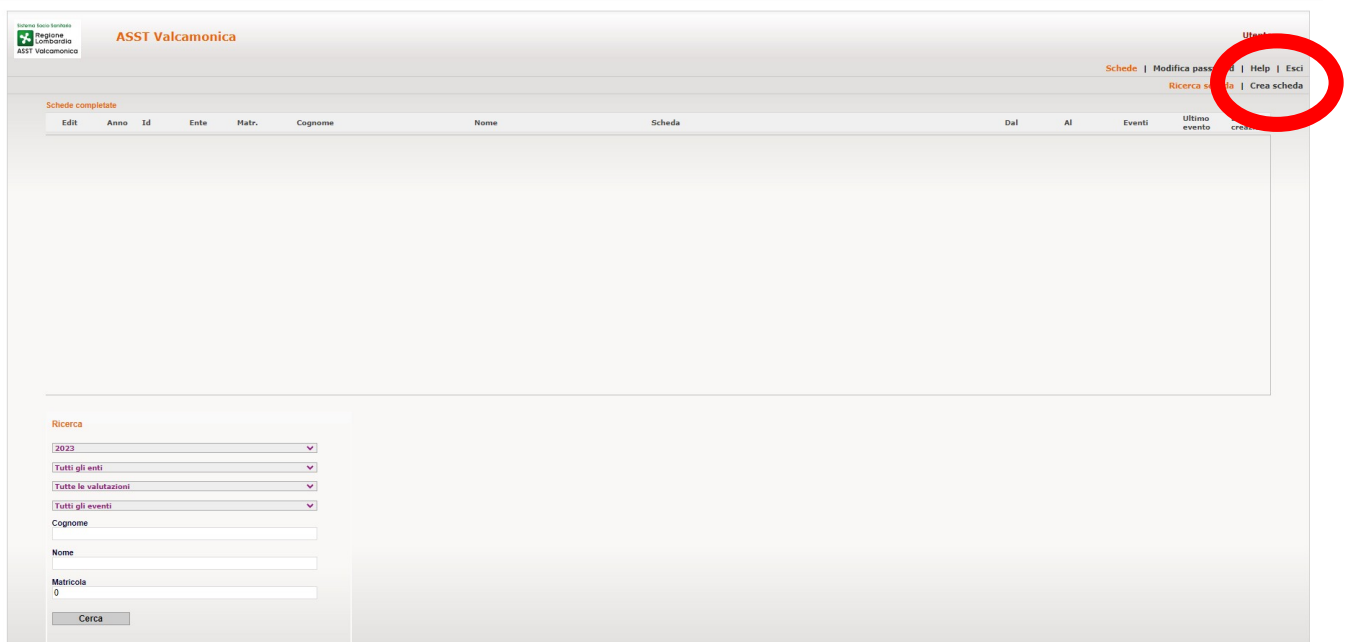 Sistema Socio Sanitario
Regione
Lombardia
ASST Valcamonica
ASST Valcamonica
Schede | Modifica | Help | Esci
Ricerca | Crea scheda
Schede completate
Edit Anno Id Ente Matr. Cognome Nome Scheda Dal Al Eventi Ultimo evento
Ricerca
2023
Tutti gli enti
Tutte le valutazioni
Tutti gli eventi
Cognome
Nome
Matricola
0
Cerca